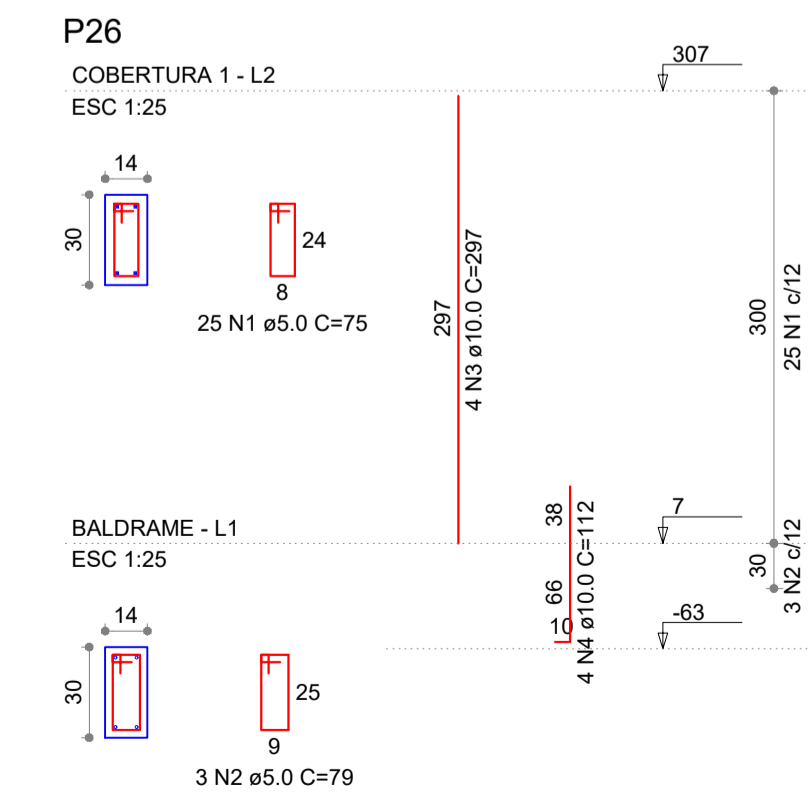 P26
COBERTURA 1 - L2
ESC 1:25
307
14
30
24
8
25 N1 ø5.0 C=75
297
4 N3 ø10.0 C=297
300
25 N1 c/12
BALDRAME - L1
ESC 1:25
38
66
10
4 N4 ø10.0 C=112
7
30
3 N2 c/12
-63
14
30
25
9
3 N2 ø5.0 C=79